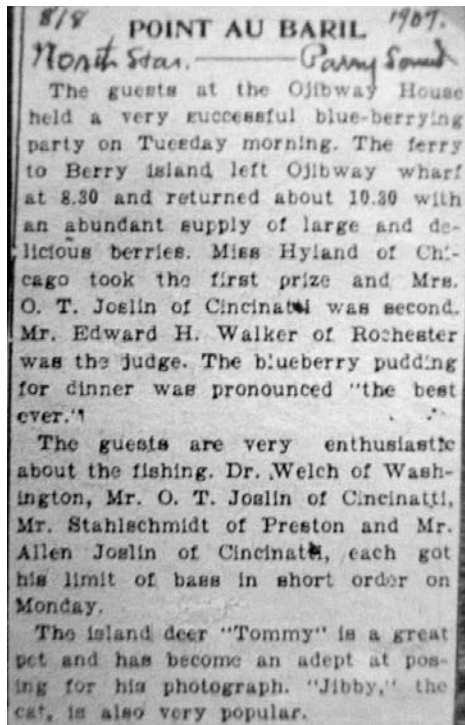 8/8 POINT AU BARIL 1907.
North Star. Parry Sound
The guests at the Ojibway House
held a very successful blue-berrying
party on Tuesday morning. The ferry
to Berry island left Ojibway wharf
at 8.30 and returned about 10.30 with
an abundant supply of large and de-
licious berries. Miss Hyland of Chi-
cago took the first prize and Mrs.
O. T. Joslin of Cincinatti was second.
Mr. Edward H. Walker of Rochester
was the judge. The blueberry pudding
for dinner was pronounced "the best
ever."
The guests are very enthusiastic
about the fishing. Dr. Welch of Wash-
ington, Mr. O. T. Joslin of Cincinatti,
Mr. Stahlschmidt of Preston and Mr.
Allen Joslin of Cincinatti, each got
his limit of bass in short order on
Monday.
The island deer "Tommy" is a great
pet and has become an adept at pos-
ing for his photograph. "Jibby," the
cat, is also very popular.